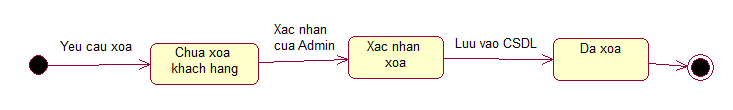 Yeu cau xoa
Chua xoa
khach hang
Xac nhan
cua Admin
Xac nhan
xoa
Luu vao CSDL
Da xoa